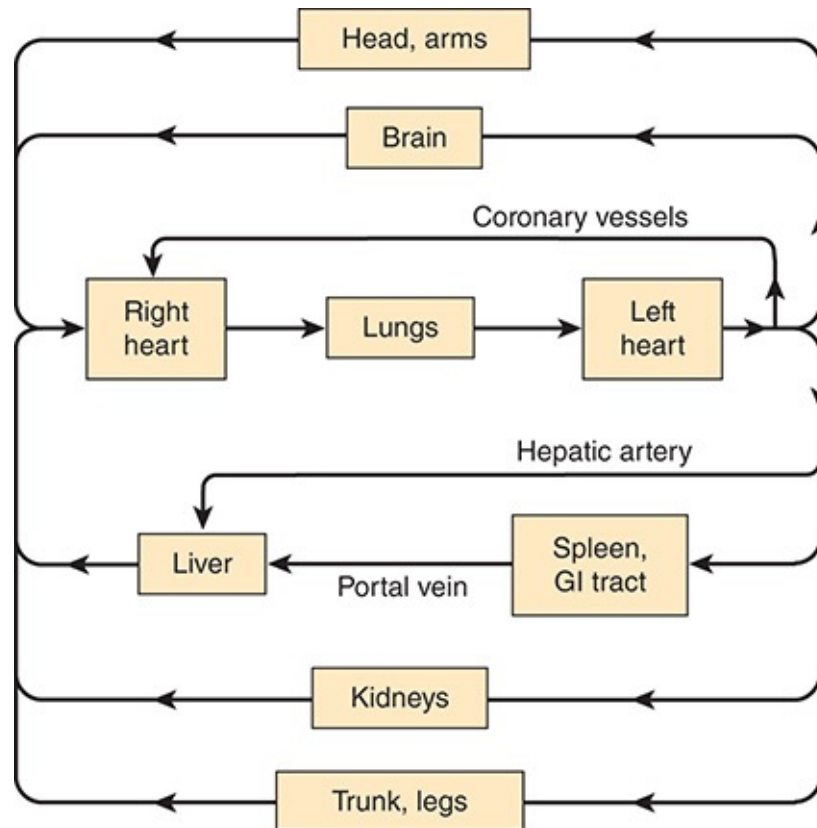 Head, arms
Brain
Coronary vessels
Right
heart
Lungs
Left
heart
Hepatic artery
Liver
Portal vein
Spleen,
GI tract
Kidneys
Trunk, legs